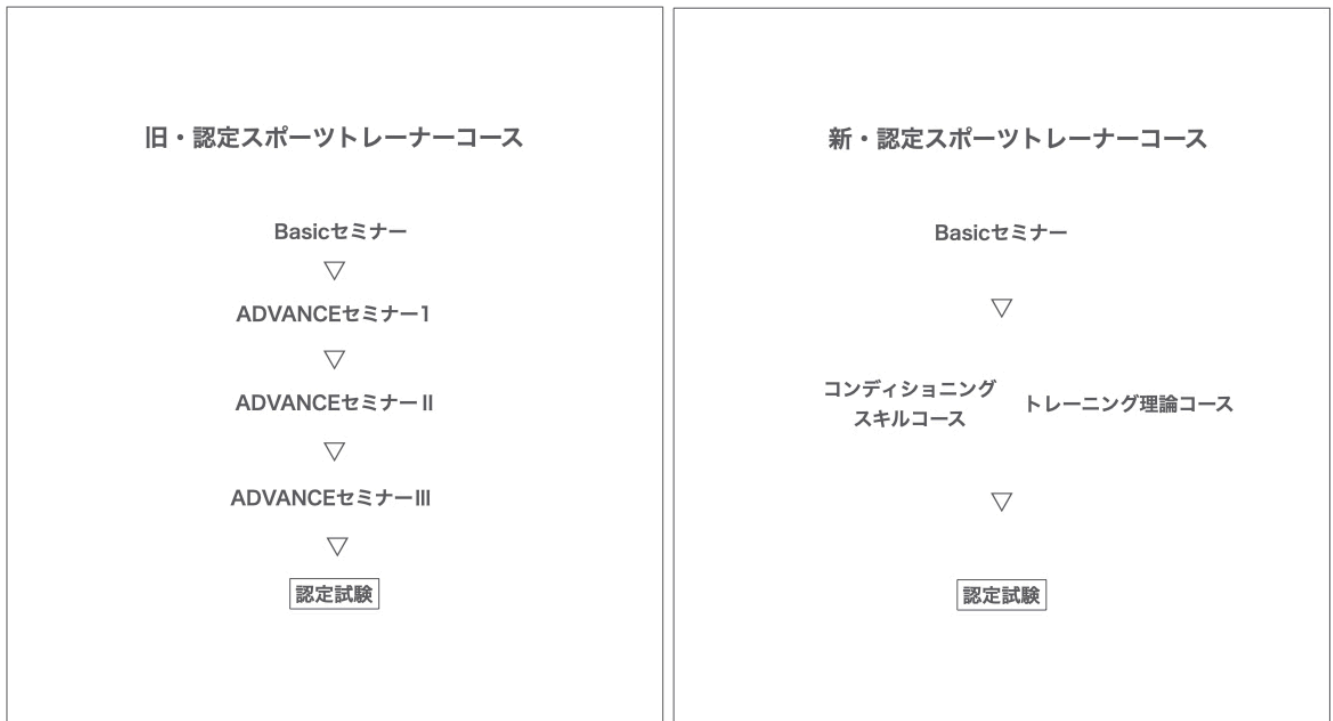 旧・認定スポーツトレーナーコース
Basicセミナー
▽
ADVANCEセミナー1
▽
ADVANCEセミナーⅡ
▽
ADVANCEセミナーⅢ
▽
認定試験
新・認定スポーツトレーナーコース
Basicセミナー
▽
コンディショニング
スキルコース
トレーニング理論コース
▽
認定試験